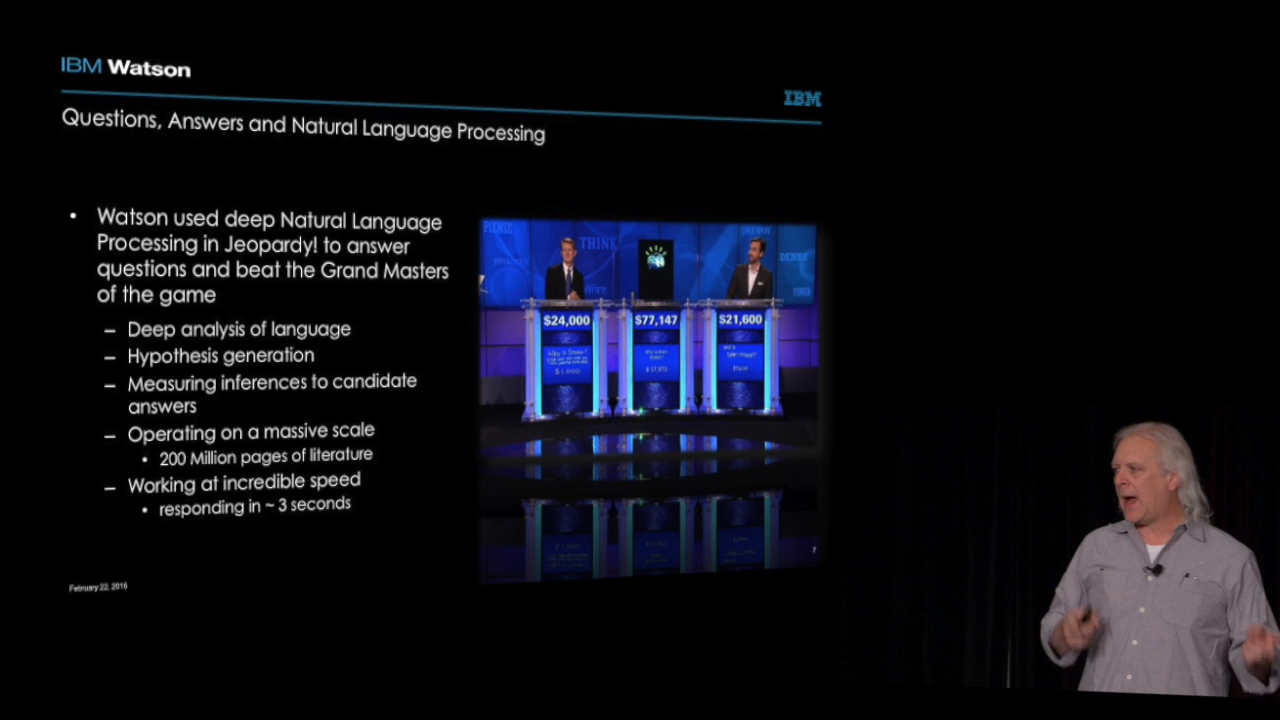 IBM Watson
IBM
Questions, Answers and Natural Language Processing
• Watson used deep Natural Language
Processing in Jeopardy! to answer
questions and beat the Grand Masters
of the game
– Deep analysis of language
– Hypothesis generation
– Measuring inferences to candidate
answers
– Operating on a massive scale
• 200 Million pages of literature
– Working at incredible speed
• responding in ~ 3 seconds
PIENSE
THINK
DENKE
$24,000
$77,147
$21,600
7
February 22, 2016